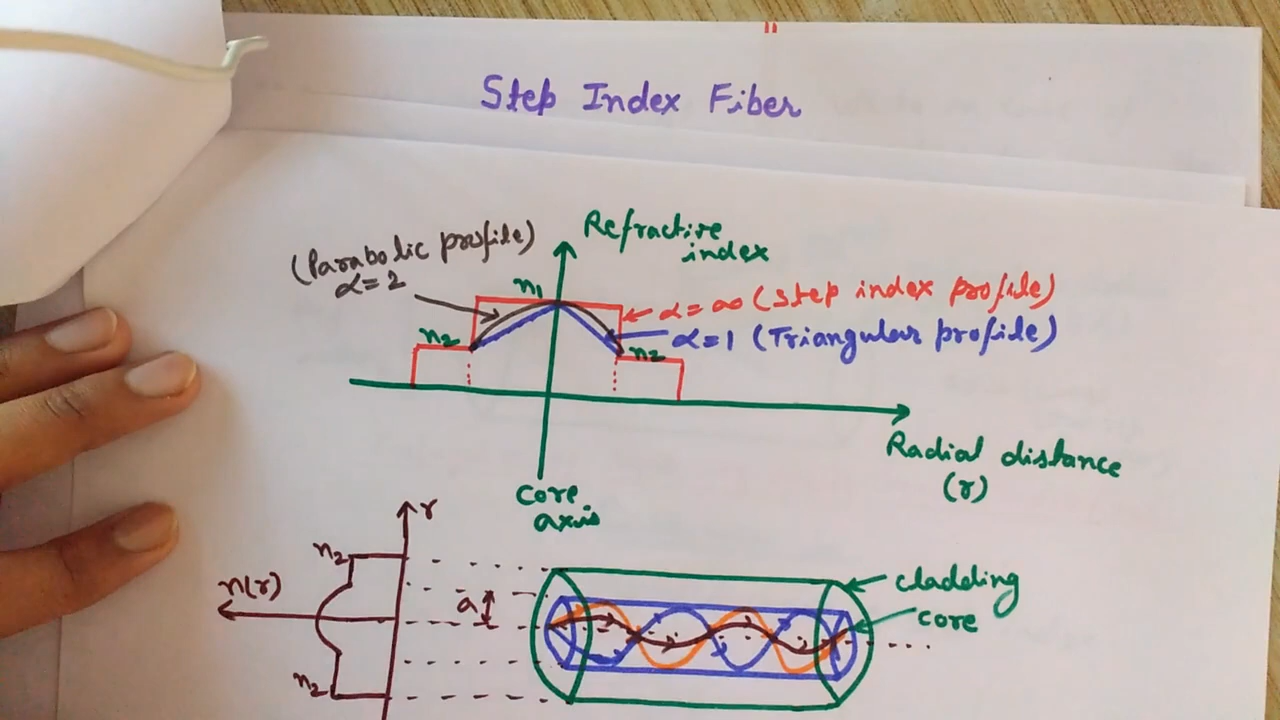 Step Index Fiber
(Parabolic profile)
α=2
Refractive
index
n1
α=∞ (Step index profile)
α=1 (Triangular profile)
n2
n2
Radial distance
(r)
core
axis
r
n2
n(r)
a
n2
cladding
core